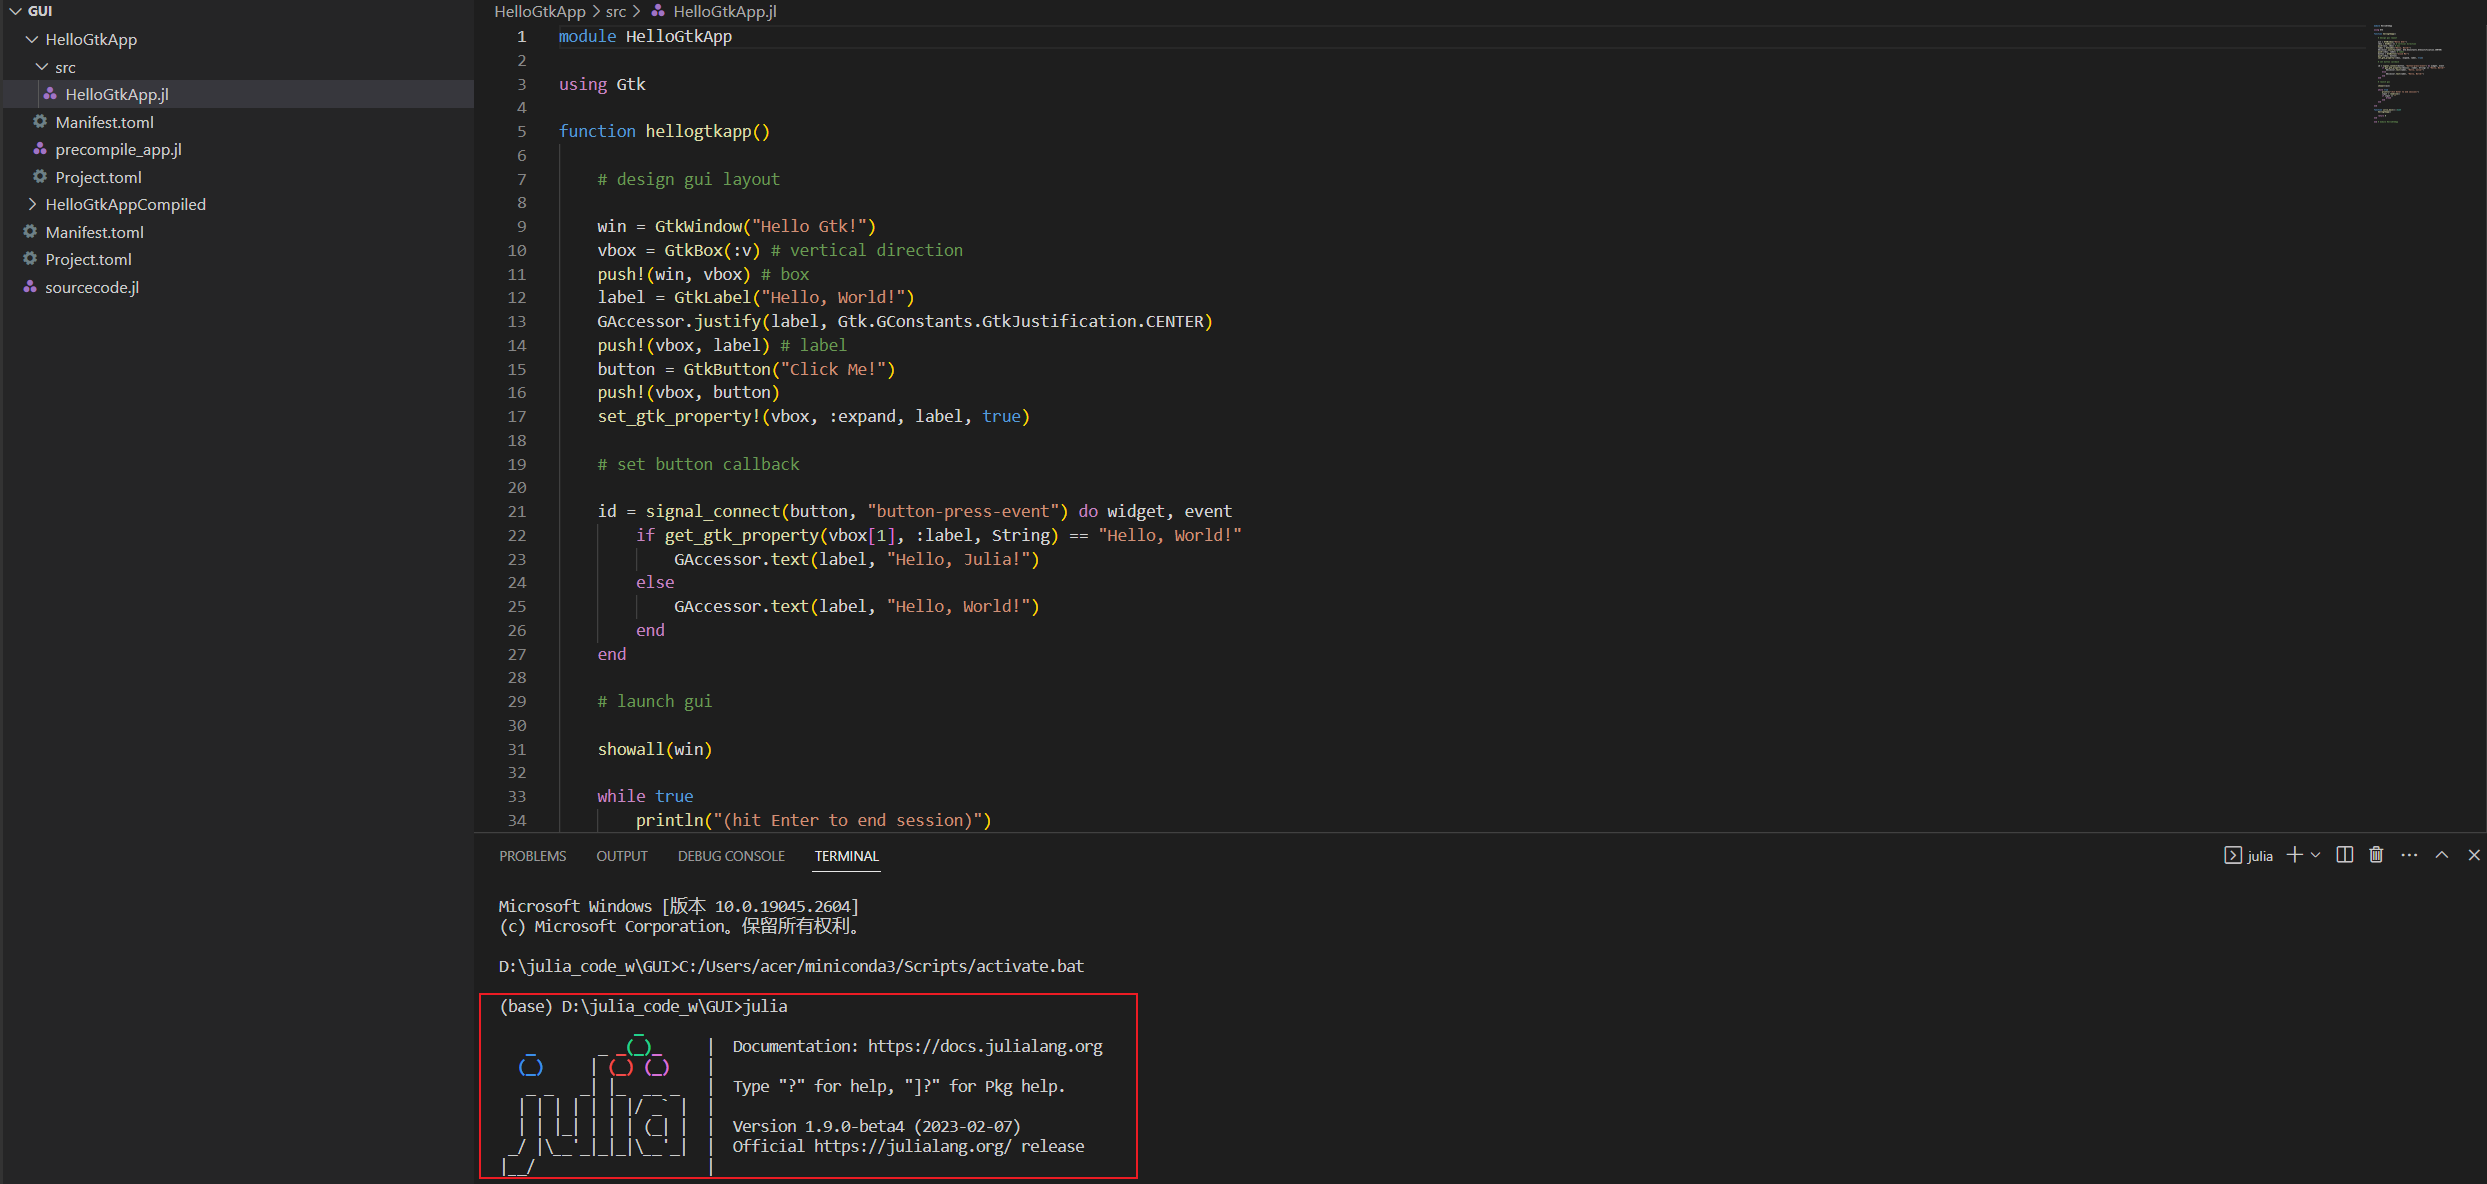 GUI
HelloGtkApp
src
HelloGtkApp.jl
Manifest.toml
precompile_app.jl
Project.toml
HelloGtkAppCompiled
Manifest.toml
Project.toml
sourcecode.jl
HelloGtkApp > src > HelloGtkApp.jl
1 module HelloGtkApp
2
3 using Gtk
4
5 function hellogtkapp()
6
7 # design gui layout
8
9 win = GtkWindow("Hello Gtk!")
10 vbox = GtkBox(:v) # vertical direction
11 push!(win, vbox) # box
12 label = GtkLabel("Hello, World!")
13 GAccessor.justify(label, Gtk.GConstants.GtkJustification.CENTER)
14 push!(vbox, label) # label
15 button = GtkButton("Click Me!")
16 push!(vbox, button)
17 set_gtk_property!(vbox, :expand, label, true)
18
19 # set button callback
20
21 id = signal_connect(button, "button-press-event") do widget, event
22 if get_gtk_property(vbox[1], :label, String) == "Hello, World!"
23 GAccessor.text(label, "Hello, Julia!")
24 else
25 GAccessor.text(label, "Hello, World!")
26 end
27 end
28
29 # launch gui
30
31 showall(win)
32
33 while true
34 println("(hit Enter to end session)")
PROBLEMS OUTPUT DEBUG CONSOLE TERMINAL julia
Microsoft Windows [版本 10.0.19045.2604]
(c) Microsoft Corporation。保留所有权利。
D:\julia_code_w\GUI>C:/Users/acer/miniconda3/Scripts/activate.bat
(base) D:\julia_code_w\GUI>julia
Documentation: https://docs.julialang.org
Type "?" for help, "]?" for Pkg help.
Version 1.9.0-beta4 (2023-02-07)
Official https://julialang.org/ release